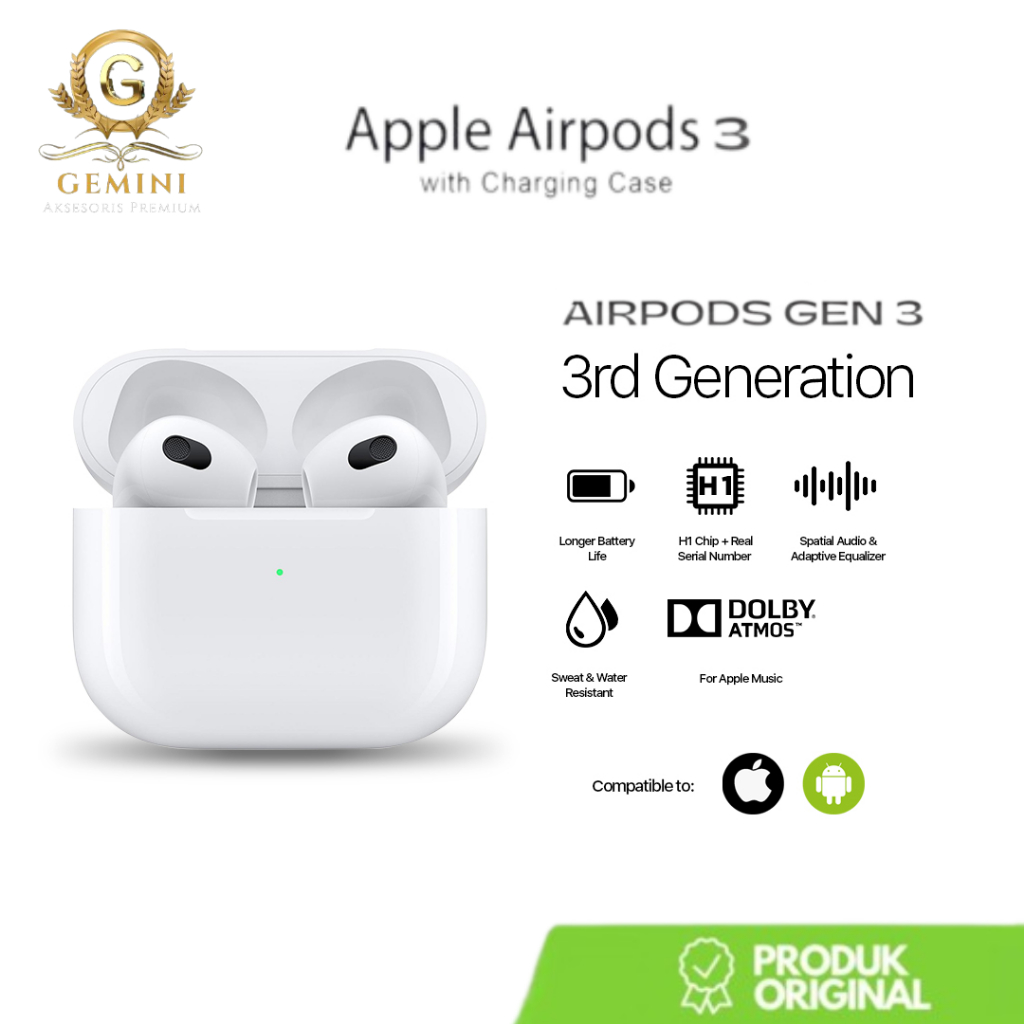 G
GEMINI
AKSESORIS PREMIUM
Apple Airpods 3
with Charging Case
AIRPODS GEN 3
3rd Generation
Longer Battery
Life
H1
H1 Chip + Real
Serial Number
Spatial Audio &
Adaptive Equalizer
Sweat & Water
Resistant
DOLBY
ATMOS™
For Apple Music
Compatible to:
PRODUK
ORIGINAL